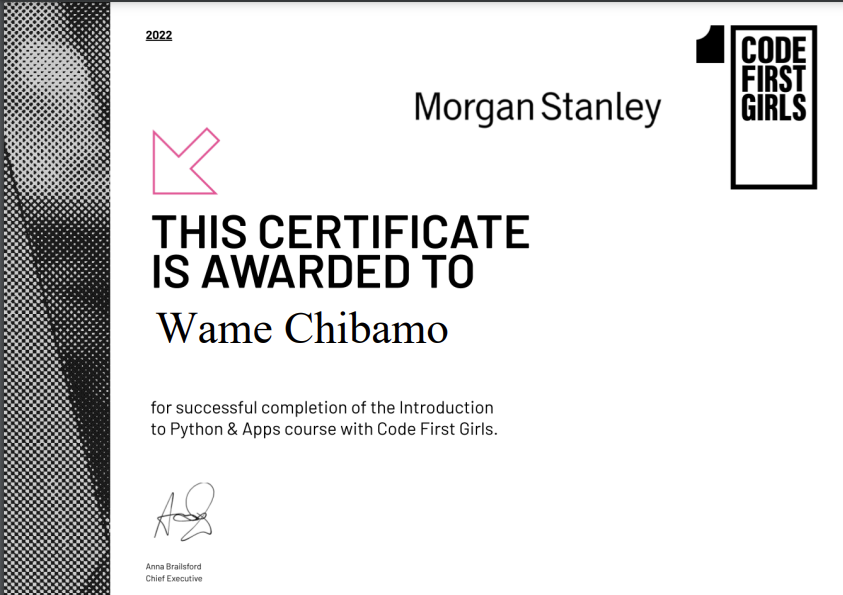 2022
1
CODE
FIRST
GIRLS
Morgan Stanley
THIS CERTIFICATE
IS AWARDED TO
Wame Chibamo
for successful completion of the Introduction
to Python & Apps course with Code First Girls.
Anna Brailsford
Chief Executive